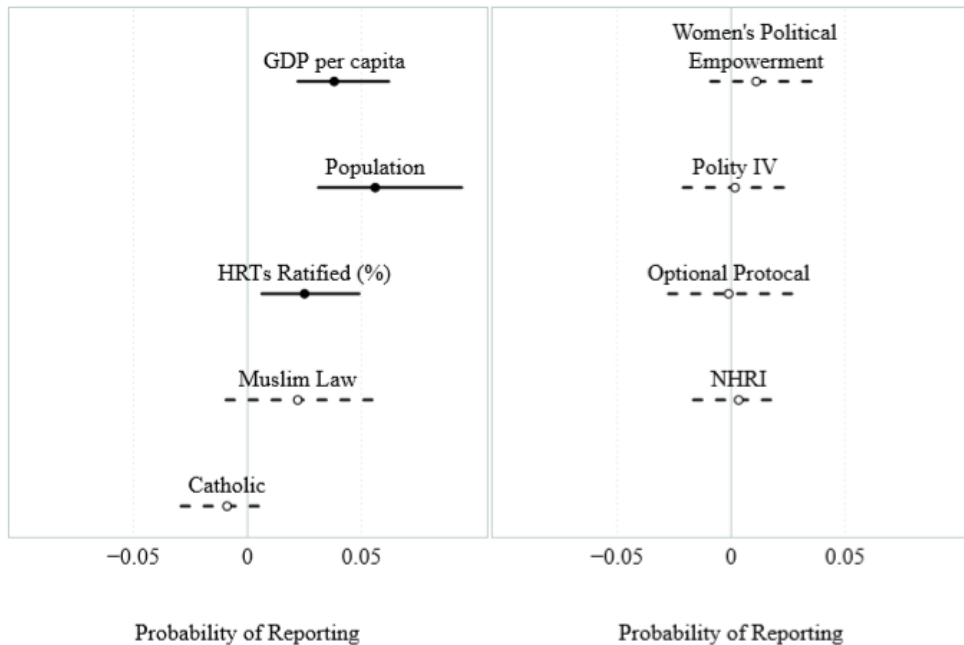 GDP per capita
Population
HRTs Ratified (%)
Muslim Law
Catholic
−0.05 0 0.05
Probability of Reporting
Women's Political
Empowerment
Polity IV
Optional Protocal
NHRI
−0.05 0 0.05
Probability of Reporting